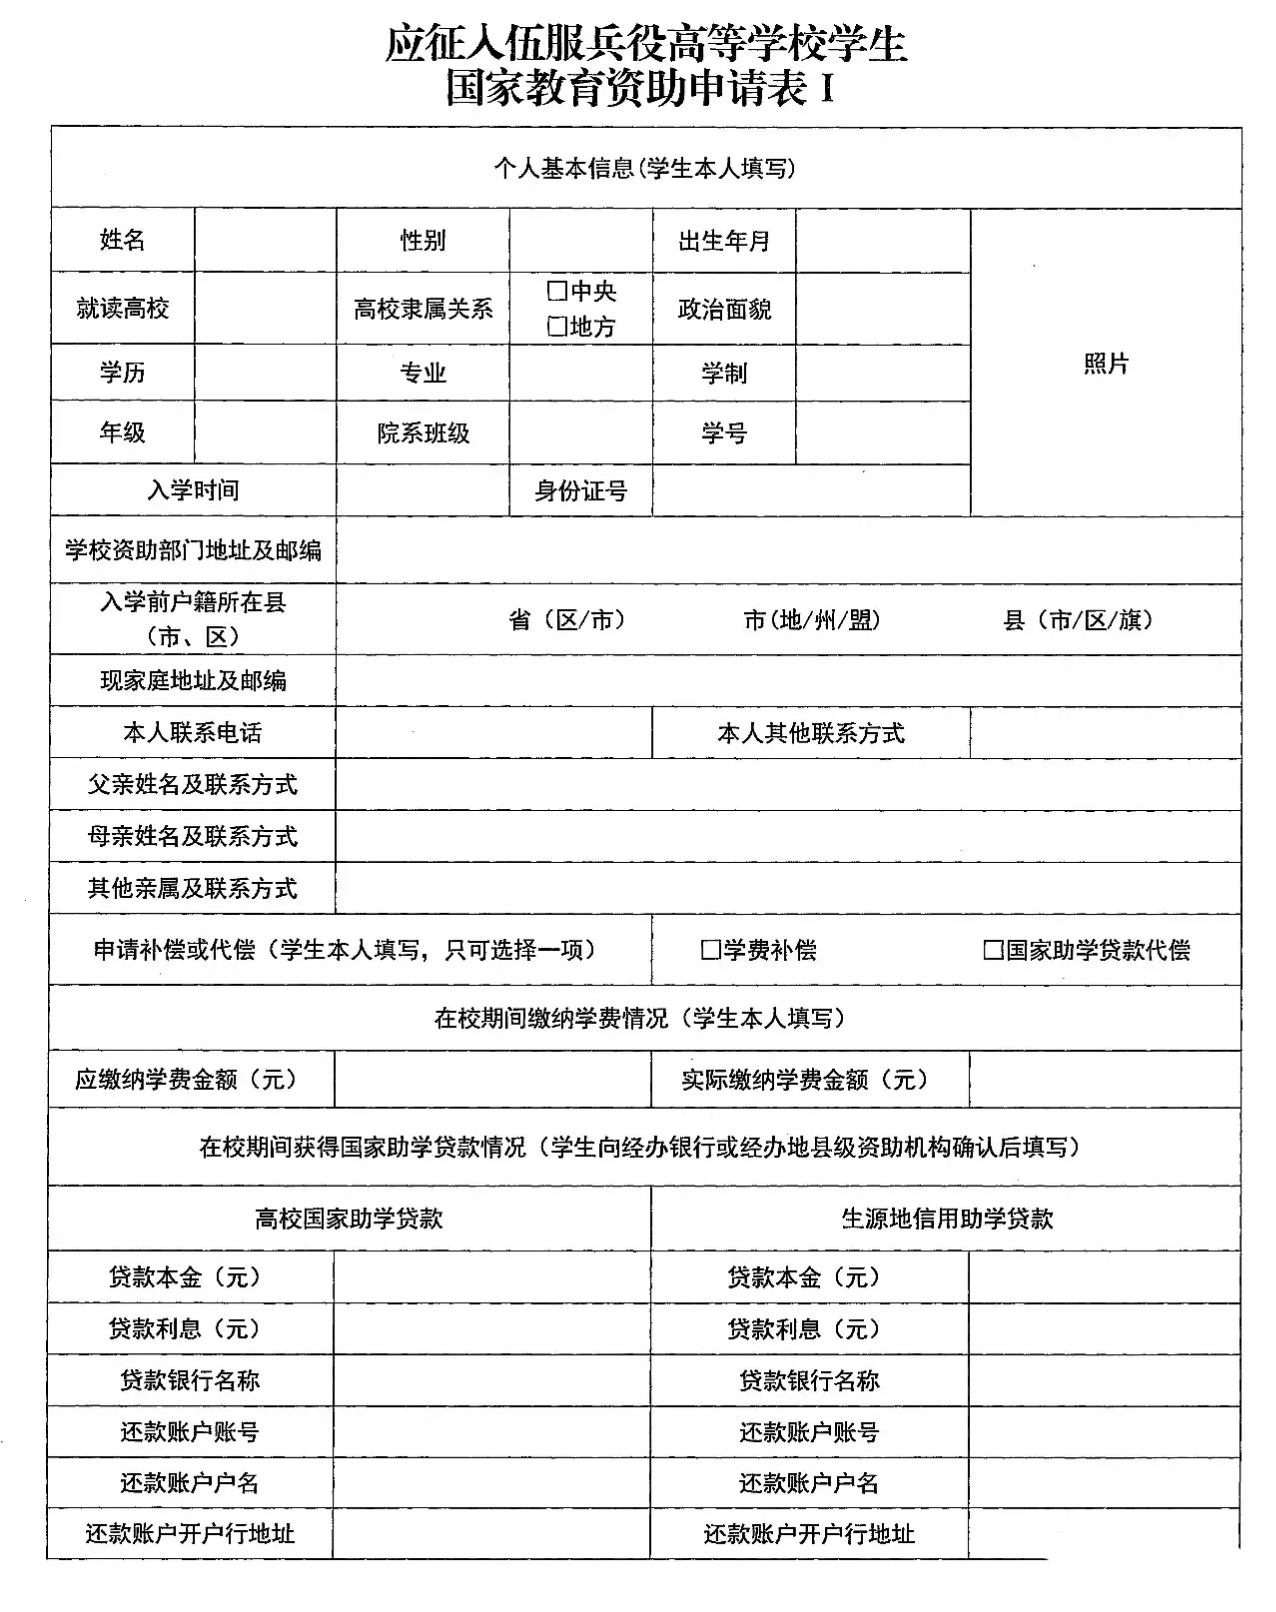 应征入伍服兵役高等学校学生
国家教育资助申请表 I
个人基本信息(学生本人填写)
姓名 性别 出生年月
就读高校 高校隶属关系 □中央 □地方 政治面貌
照片
学历 专业 学制
年级 院系班级 学号
入学时间 身份证号
学校资助部门地址及邮编
入学前户籍所在县
(市、区)
省（区/市） 市(地/州/盟) 县（市/区/旗）
现家庭地址及邮编
本人联系电话 本人其他联系方式
父亲姓名及联系方式
母亲姓名及联系方式
其他亲属及联系方式
申请补偿或代偿（学生本人填写，只可选择一项） □学费补偿 □国家助学贷款代偿
在校期间缴纳学费情况（学生本人填写）
应缴纳学费金额（元） 实际缴纳学费金额（元）
在校期间获得国家助学贷款情况（学生向经办银行或经办地县级资助机构确认后填写）
高校国家助学贷款 生源地信用助学贷款
贷款本金（元） 贷款本金（元）
贷款利息（元） 贷款利息（元）
贷款银行名称 贷款银行名称
还款账户账号 还款账户账号
还款账户户名 还款账户户名
还款账户开户行地址 还款账户开户行地址